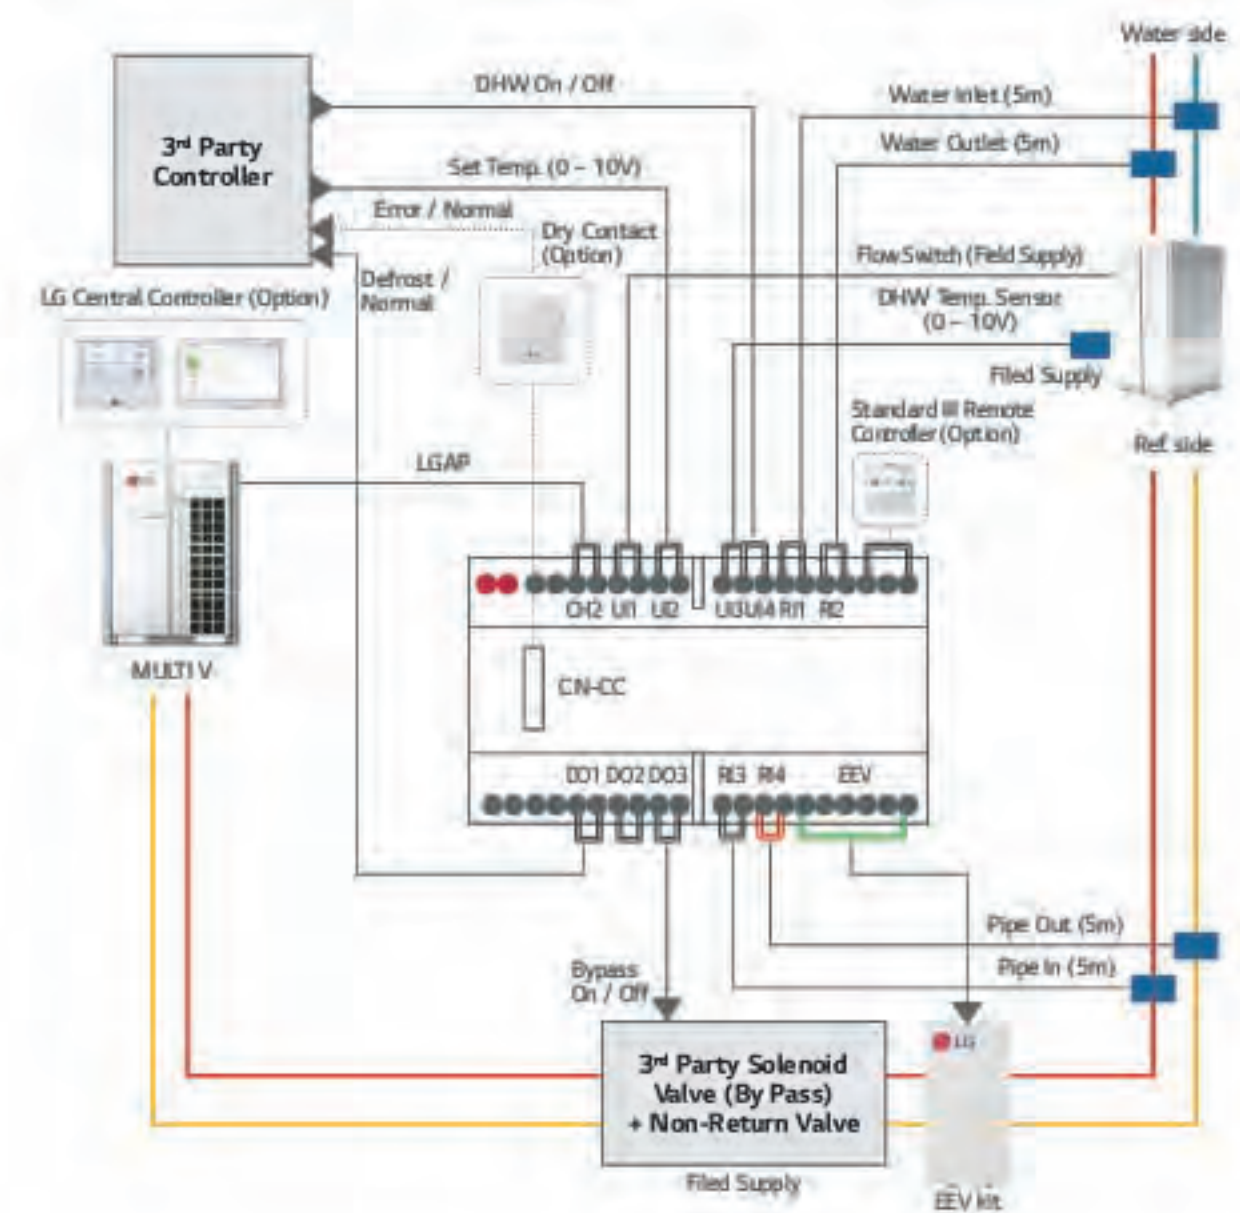 Water side
DHW On / Off
Water Inlet (5m)
3rd Party
Controller
Water Outlet (5m)
Set Temp. (0 – 10V)
Error / Normal
Dry Contact
(Option)
Flow Switch (Field Supply)
Defrost /
Normal
LG Central Controller (Option)
DHW Temp. Sensor
(0 – 10V)
Filed Supply
Standard III Remote
Controller (Option)
Ref. side
LGAP
LG
MULTI V
CH2 UI1 UI2 UI3 UI4 RI1 RI2
CN-CC
DO1 DO2 DO3 RI3 RI4 EEV
Pipe Out (5m)
Pipe In (5m)
Bypass
On / Off
3rd Party Solenoid
Valve (By Pass)
+ Non-Return Valve
LG
Filed Supply
EEV kit